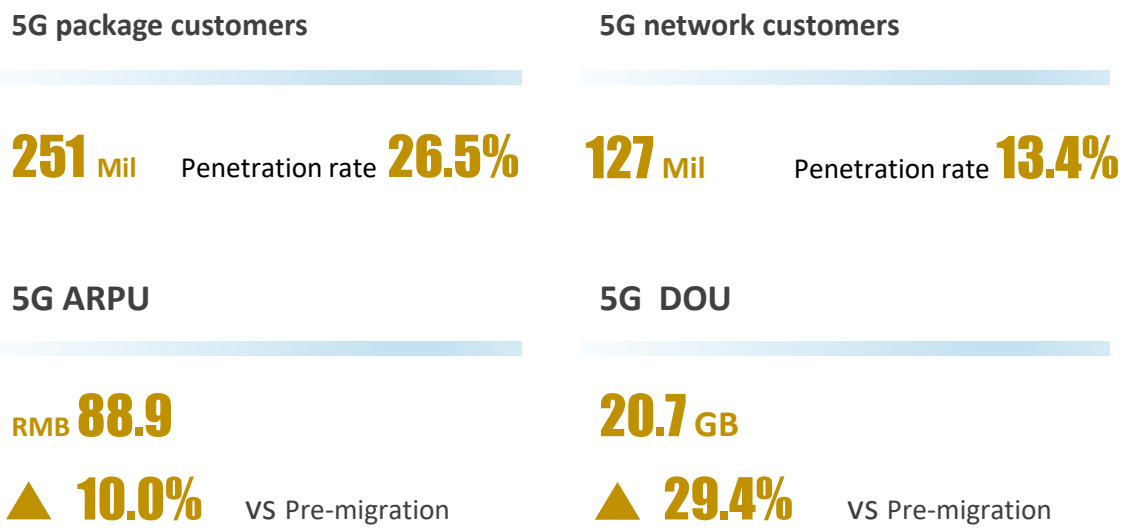 5G package customers
251 Mil Penetration rate 26.5%
5G network customers
127 Mil Penetration rate 13.4%
5G ARPU
RMB 88.9
▲ 10.0% VS Pre-migration
5G DOU
20.7 GB
▲ 29.4% VS Pre-migration